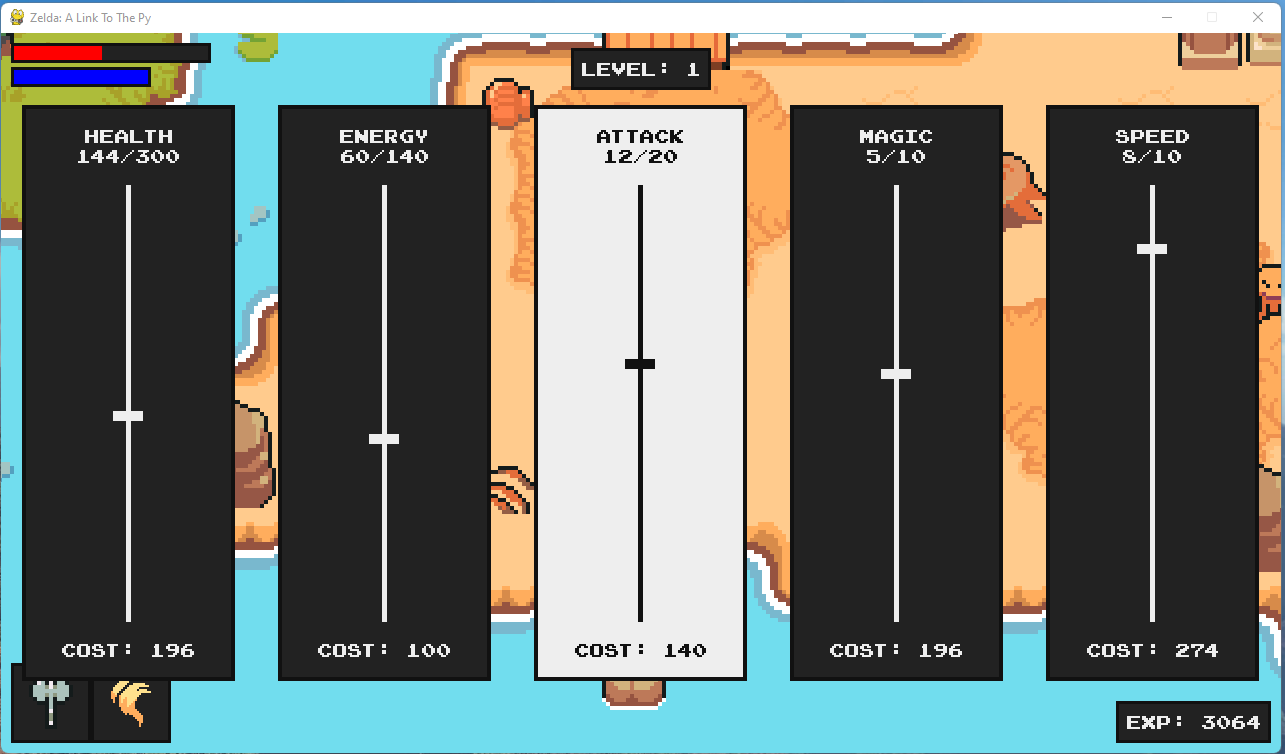 Zelda: A Link To The Py
LEVEL: 1
HEALTH
144/300
COST: 196
ENERGY
60/140
COST: 100
ATTACK
12/20
COST: 140
MAGIC
5/10
COST: 196
SPEED
8/10
COST: 274
EXP: 3064